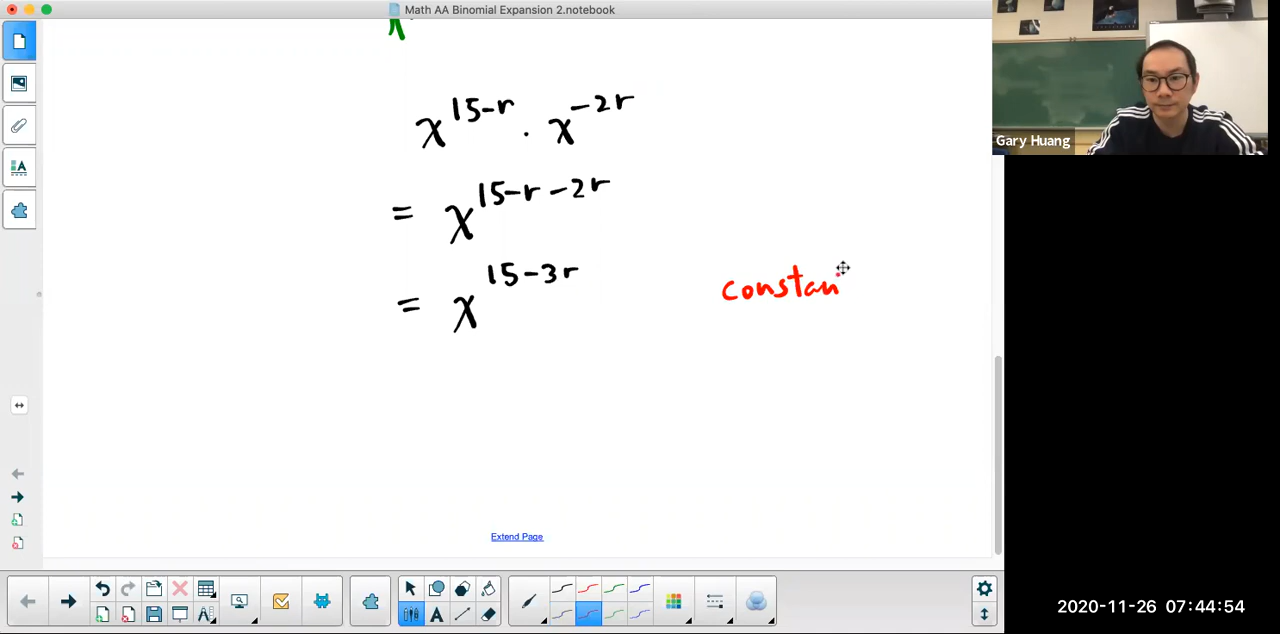 Math AA Binomial Expansion 2.notebook
x^{15-r} · x^{-2r}
= x^{15-r-2r}
= x^{15-3r}
constan
Gary Huang
Extend Page
A
2020-11-26 07:44:54